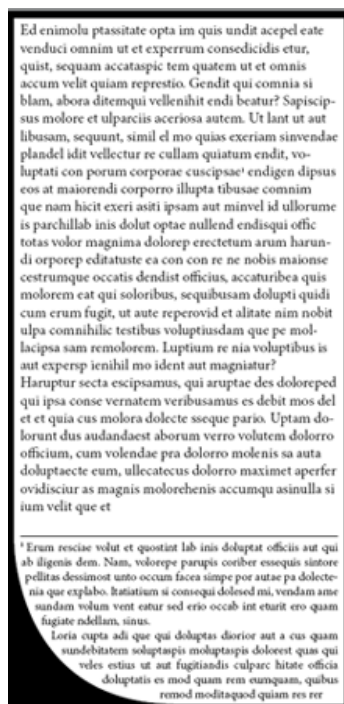 Ed enimolu ptassitate opta im quis undit acepel eate
venduci omnim ut et experrum consedicidis etur,
quist, sequam accataspic tem quatem ut et omnis
accum velit quiam represtio. Gendit qui comnia si
blam, abora ditemqui vellenihit endi beatur? Sapiscip-
sus molore et ulparciis aceriosa autem. Ut lant ut aut
libusam, sequunt, simil el mo quias exeriam sinvendae
plandel idit vellectur re cullam quiatum endit, vo-
luptati con porum corporae cuscipsae¹ endigen dipsus
eos at maiorendi corporro illupta tibusae comnim
que nam hicit exeri asiti ipsam aut minvel id ullorume
is parchillab inis dolut optae nullend endisqui offic
totas volor magnima dolorep erectetum arum harun-
di orporep editatuste ea con con re ne nobis maionse
cestrumque occatis dendist officius, accaturibea quis
molorem eat qui soloribus, sequibusam dolupti quidi
cum erum fugit, ut aute reperovid et alitate nim nobit
ulpa comnihilic testibus voluptiusdam que pe mol-
lacipsa sam remolorem. Luptium re nia voluptibus is
aut expersp ienihil mo ident aut magniatur?
Haruptur secta escipsamus, qui aruptae des doloreped
qui ipsa conse vernatem veribusamus es debit mos del
et et quia cus molora dolecte sseque pario. Uptam do-
lorunt dus audandaest aborum verro volutem dolorro
officium, cum volendae pra dolorro molenis sa auta
doluptaecte eum, ullecatecus dolorro maximet aperfer
ovidisciur as magnis molorehenis accumqu asinulla si
ium velit que et
¹ Erum resciae volut et quostint lab inis doluptat officiis aut qui
ab iligenis dem. Nam, volorepe parupis coriber essequis sintore
pellitas dessimost unto occum facea simpe por autae pa dolecte-
nia que explabo. Itatiatium si consequi dolesed mi, vendam ame
sundam volum vent eatur sed erio occab int eturit ero quam
fugiate ndellam, sinus.
Loria cupta adi que qui doluptas diorior aut a cus quam
sundebitatem soluptaspis moluptaspis dolorest quas qui
veles estius ut aut fugitiandis culparc hitate officia
doluptatis es mod quam rem eumquam, quibus
remod moditaquod quiam res rer